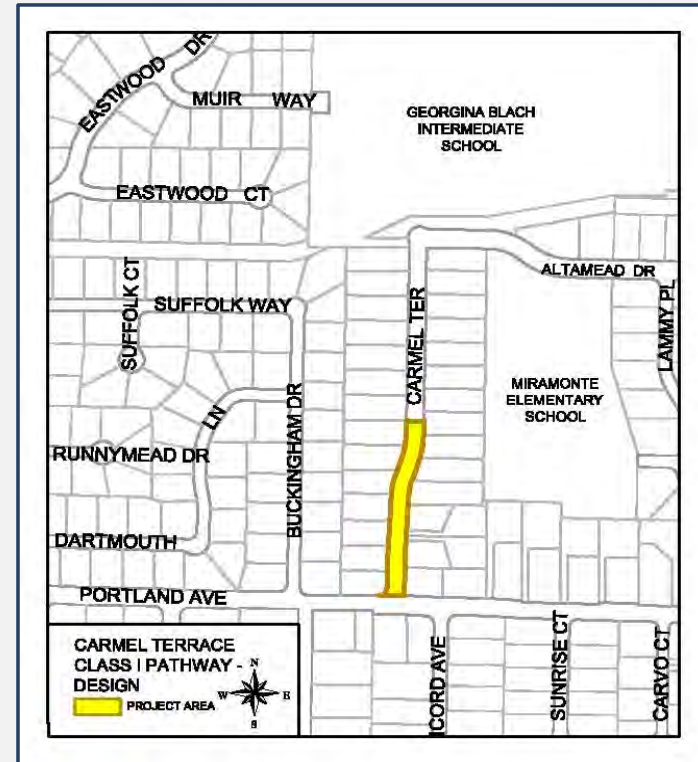 EASTWOOD DR
MUIR WAY
GEORGINA BLACH
INTERMEDIATE
SCHOOL
EASTWOOD CT
SUFFOLK CT
SUFFOLK WAY
CARMEL TER
ALTAMEAD DR
LAMMY PL
MIRAMONTE
ELEMENTARY
SCHOOL
LN
BUCKINGHAM DR
RUNNYMEAD DR
DARTMOUTH
PORTLAND AVE
ICORD AVE
SUNRISE CT
CARVO CT
CARMEL TERRACE
CLASS I PATHWAY -
DESIGN
PROJECT AREA
N
W E
S